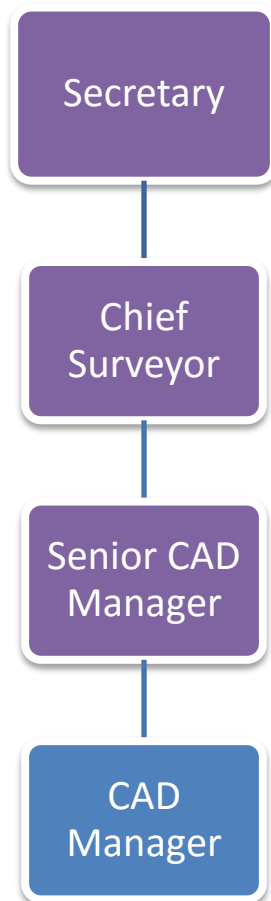 Secretary
Chief
Surveyor
Senior CAD
Manager
CAD
Manager